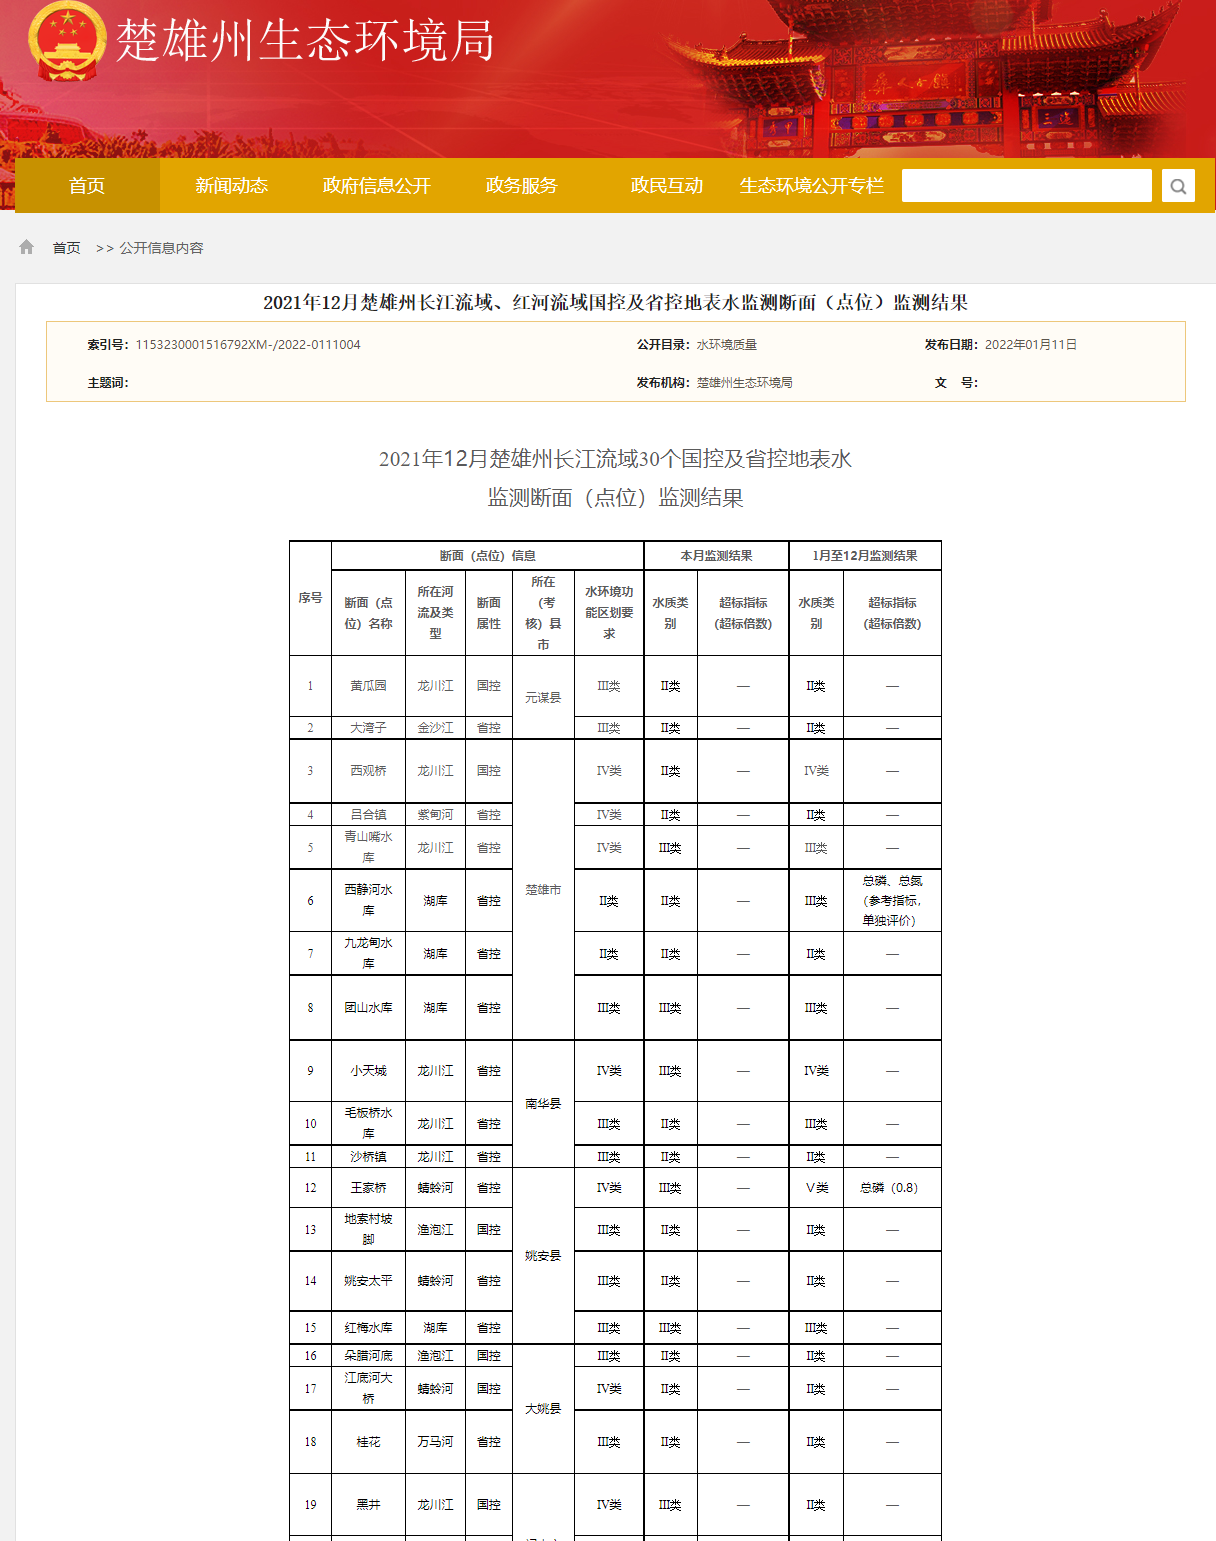 楚雄州生态环境局
首页 新闻动态 政府信息公开 政务服务 政民互动 生态环境公开专栏
首页 >> 公开信息内容
2021年12月楚雄州长江流域、红河流域国控及省控地表水监测断面（点位）监测结果
索引号： 1153230001516792XM-/2022-0111004 公开目录： 水环境质量 发布日期： 2022年01月11日
主题词： 发布机构： 楚雄州生态环境局 文 号：
2021年12月楚雄州长江流域30个国控及省控地表水
监测断面（点位）监测结果
序号 断面（点位）信息 本月监测结果 1月至12月监测结果
断面（点位）名称 所在河流及类型 断面属性 所在（考核）县市 水环境功能区划要求 水质类别 超标指标(超标倍数) 水质类别 超标指标(超标倍数)
1 黄瓜园 龙川江 国控 元谋县 III类 II类 — II类 —
2 大湾子 金沙江 省控 III类 II类 — II类 —
3 西观桥 龙川江 国控 楚雄市 IV类 II类 — IV类 —
4 吕合镇 紫甸河 省控 IV类 II类 — II类 —
5 青山嘴水库 龙川江 省控 IV类 III类 — III类 —
6 西静河水库 湖库 省控 II类 II类 — III类 总磷、总氮（参考指标，单独评价）
7 九龙甸水库 湖库 省控 II类 II类 — II类 —
8 团山水库 湖库 省控 III类 III类 — III类 —
9 小天城 龙川江 省控 南华县 IV类 III类 — IV类 —
10 毛板桥水库 龙川江 省控 III类 II类 — III类 —
11 沙桥镇 龙川江 省控 III类 II类 — II类 —
12 王家桥 蜻蛉河 省控 姚安县 IV类 III类 — V类 总磷（0.8）
13 地索村坡脚 渔泡江 国控 III类 II类 — II类 —
14 姚安太平 蜻蛉河 省控 III类 II类 — II类 —
15 红梅水库 湖库 省控 III类 III类 — III类 —
16 朵腊河底 渔泡江 国控 大姚县 III类 II类 — II类 —
17 江底河大桥 蜻蛉河 国控 IV类 II类 — II类 —
18 桂花 万马河 省控 III类 II类 — II类 —
19 黑井 龙川江 国控 IV类 III类 — II类 —